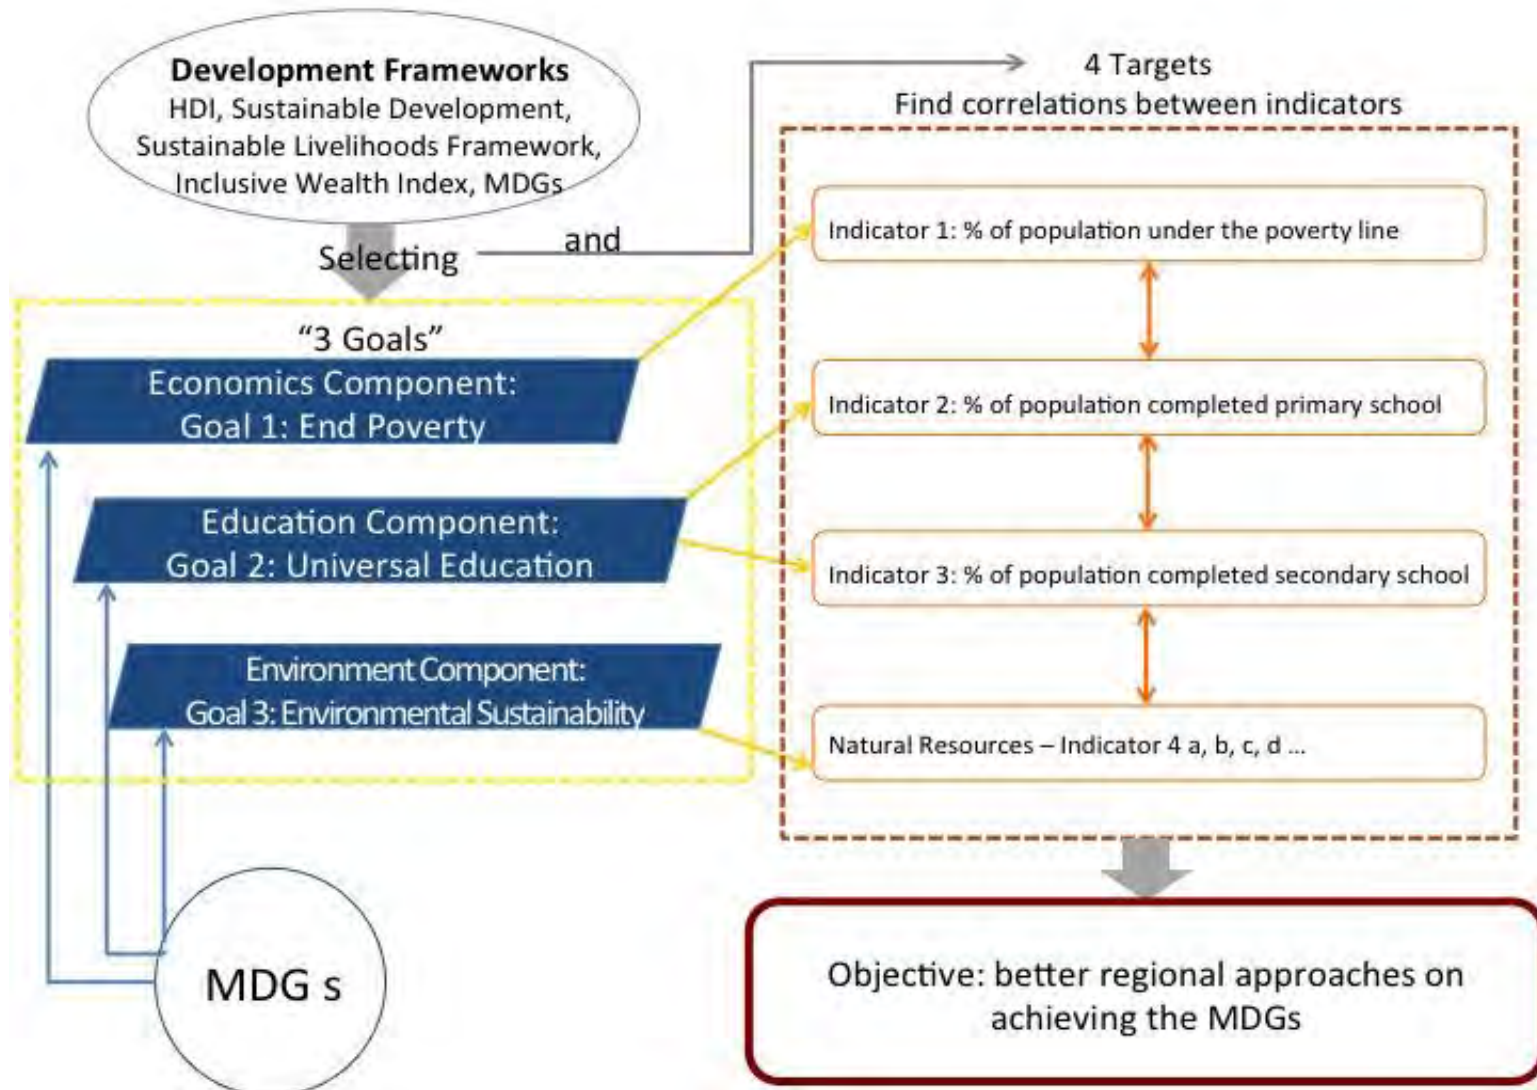 Development Frameworks
HDI, Sustainable Development,
Sustainable Livelihoods Framework,
Inclusive Wealth Index, MDGs
Selecting
and
4 Targets
Find correlations between indicators
“3 Goals”
Economics Component:
Goal 1: End Poverty
Education Component:
Goal 2: Universal Education
Environment Component:
Goal 3: Environmental Sustainability
MDG s
Indicator 1: % of population under the poverty line
Indicator 2: % of population completed primary school
Indicator 3: % of population completed secondary school
Natural Resources – Indicator 4 a, b, c, d ...
Objective: better regional approaches on
achieving the MDGs